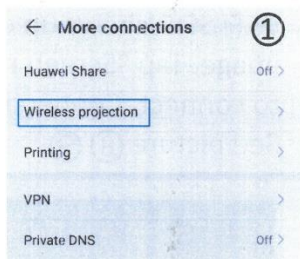 ← More connections ①
Huawei Share Off >
Wireless projection >
Printing >
VPN >
Private DNS Off >